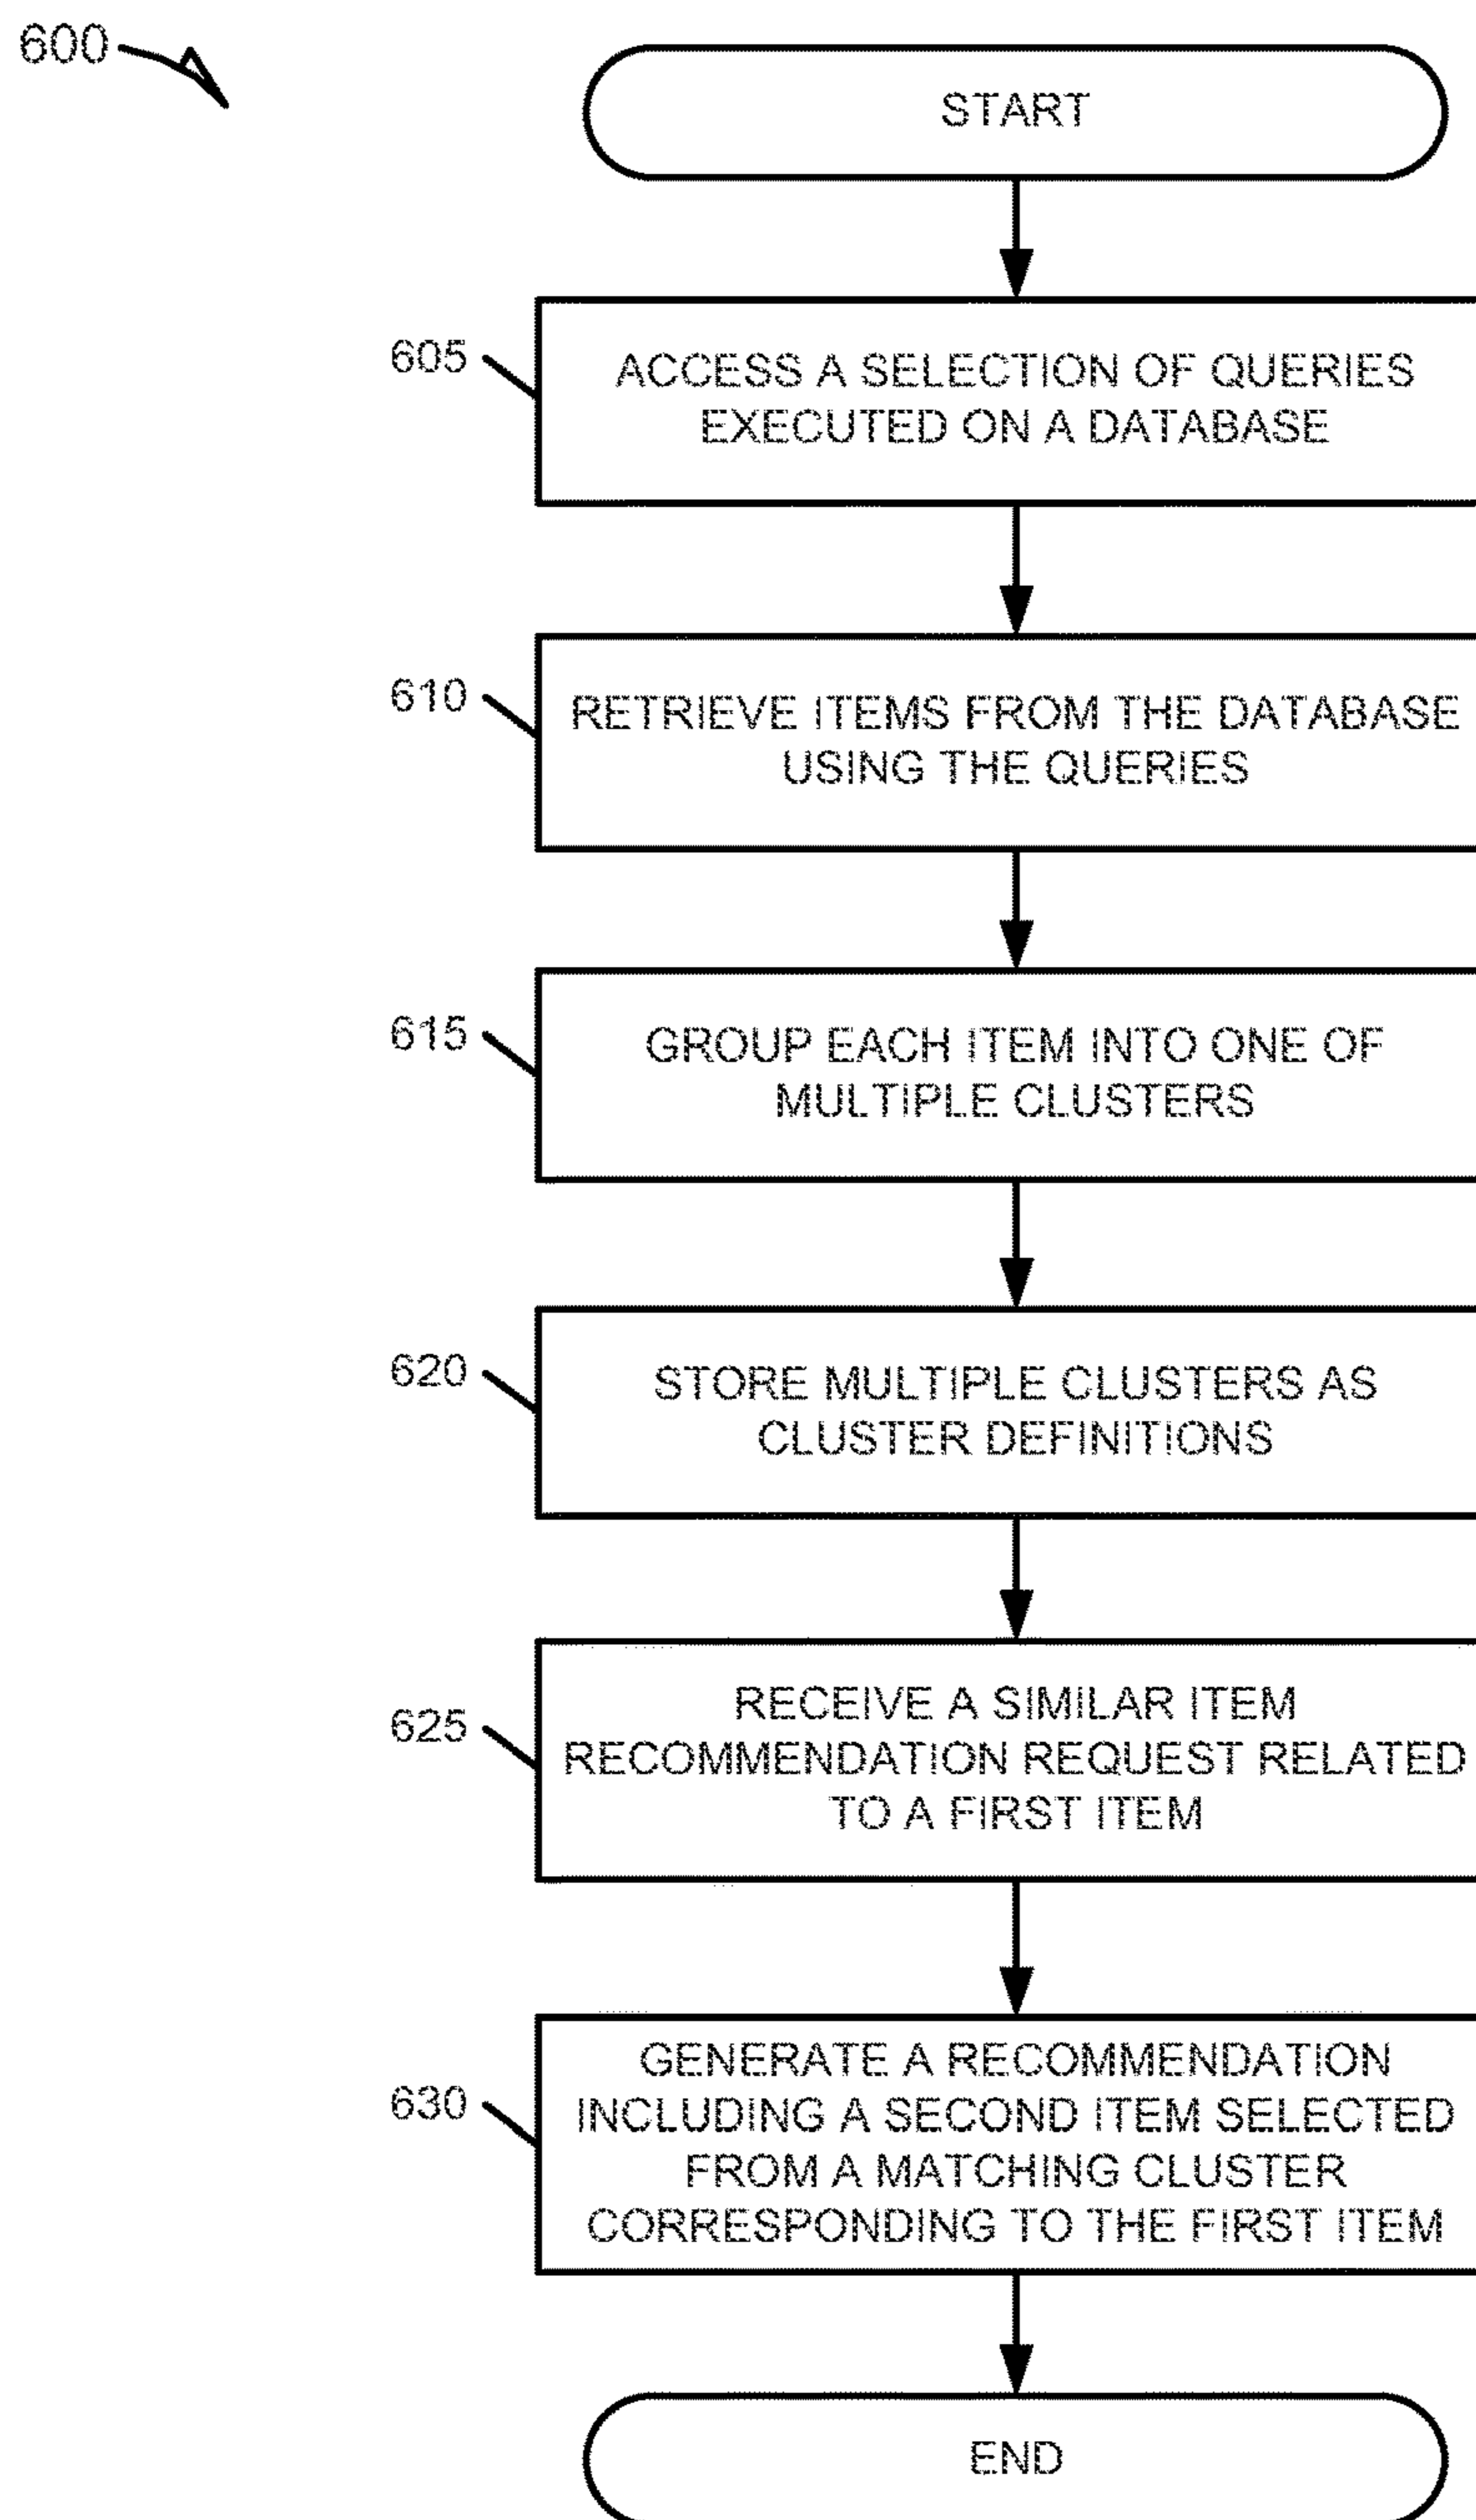 600
START
605
ACCESS A SELECTION OF QUERIES
EXECUTED ON A DATABASE
610
RETRIEVE ITEMS FROM THE DATABASE
USING THE QUERIES
615
GROUP EACH ITEM INTO ONE OF
MULTIPLE CLUSTERS
620
STORE MULTIPLE CLUSTERS AS
CLUSTER DEFINITIONS
625
RECEIVE A SIMILAR ITEM
RECOMMENDATION REQUEST RELATED
TO A FIRST ITEM
630
GENERATE A RECOMMENDATION
INCLUDING A SECOND ITEM SELECTED
FROM A MATCHING CLUSTER
CORRESPONDING TO THE FIRST ITEM
END